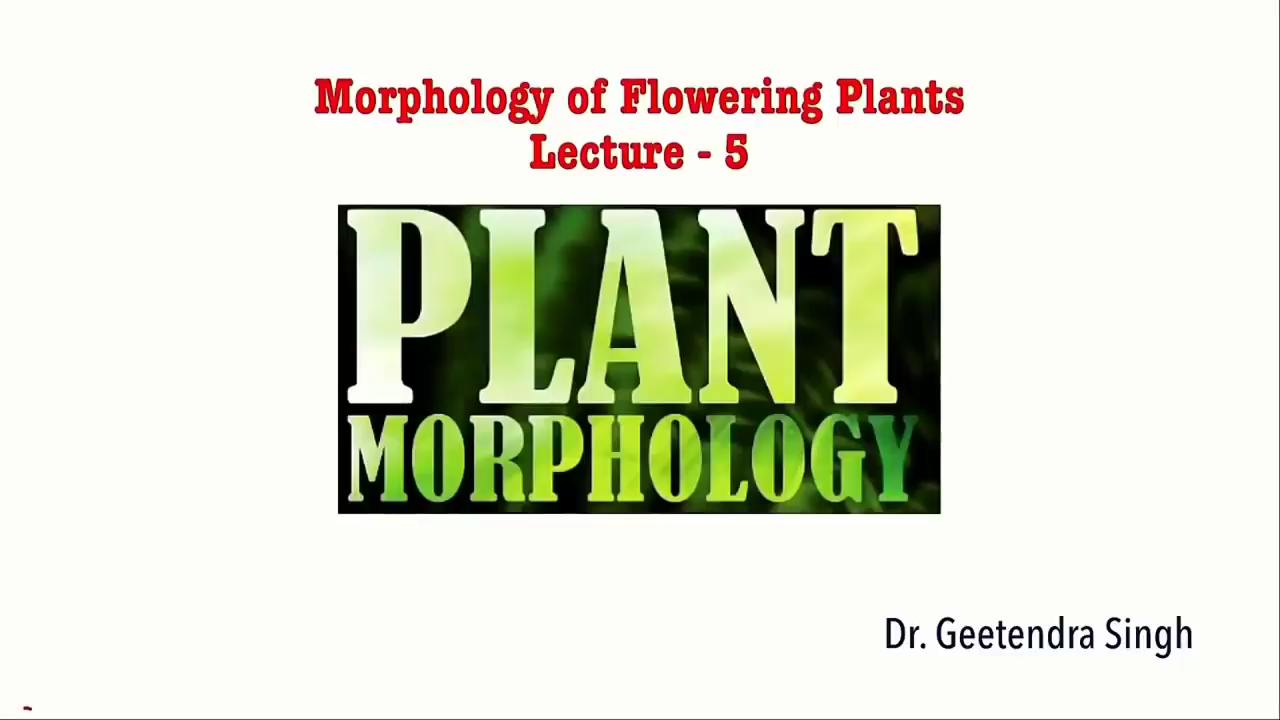 Morphology of Flowering Plants
Lecture - 5
PLANT
MORPHOLOGY
Dr. Geetendra Singh